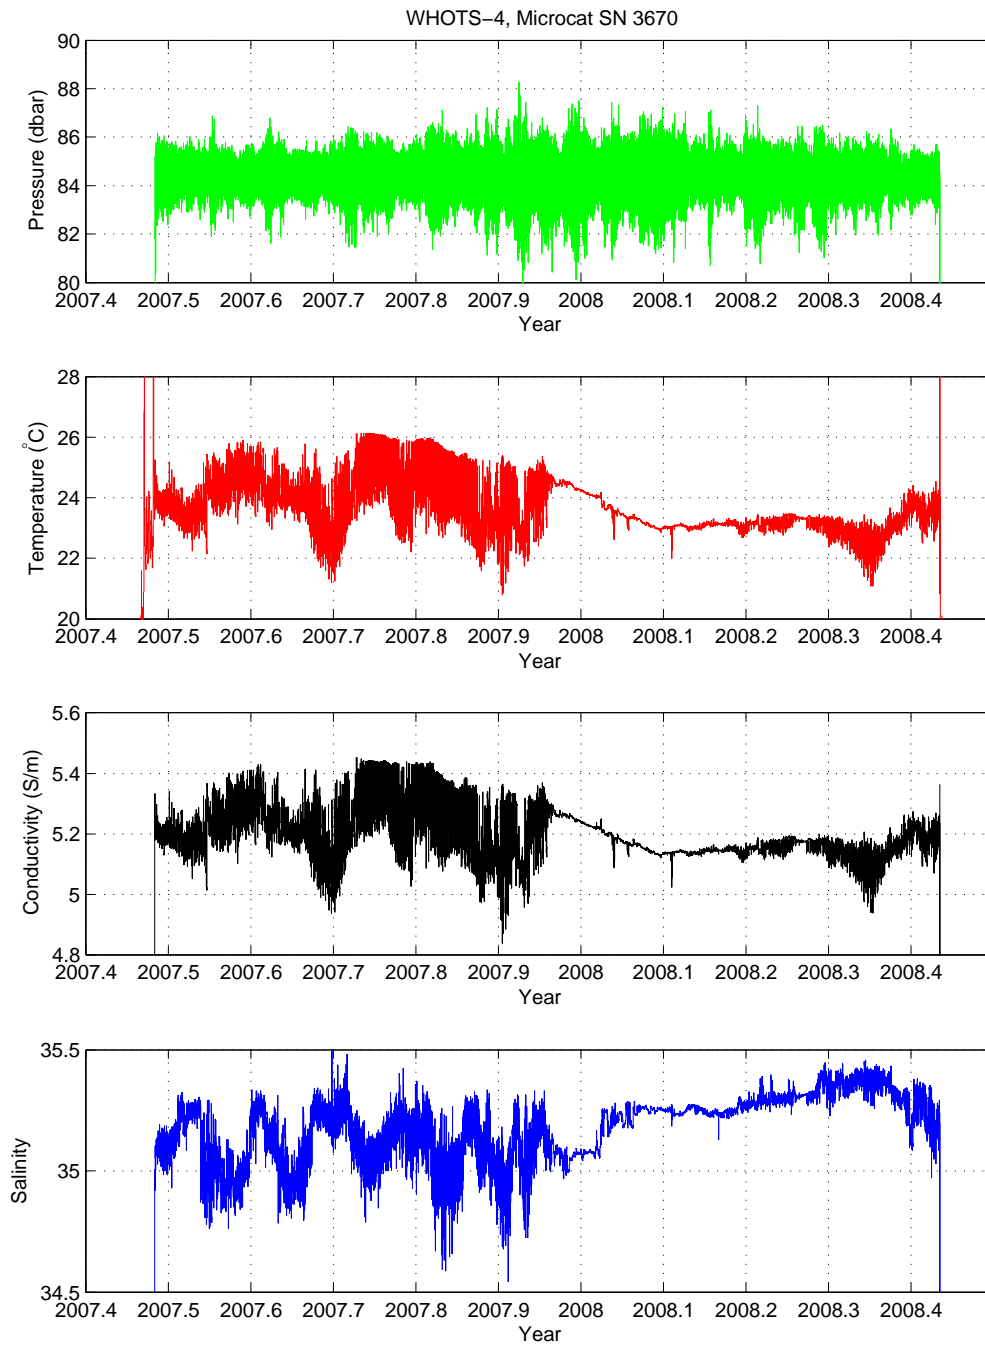 WHOTS−4, Microcat SN 3670
Pressure (dbar)
90
88
86
84
82
80
2007.4 2007.5 2007.6 2007.7 2007.8 2007.9 2008 2008.1 2008.2 2008.3 2008.4
Year
Temperature (°C)
28
26
24
22
20
2007.4 2007.5 2007.6 2007.7 2007.8 2007.9 2008 2008.1 2008.2 2008.3 2008.4
Year
Conductivity (S/m)
5.6
5.4
5.2
5
4.8
2007.4 2007.5 2007.6 2007.7 2007.8 2007.9 2008 2008.1 2008.2 2008.3 2008.4
Year
Salinity
35.5
35
34.5
2007.4 2007.5 2007.6 2007.7 2007.8 2007.9 2008 2008.1 2008.2 2008.3 2008.4
Year